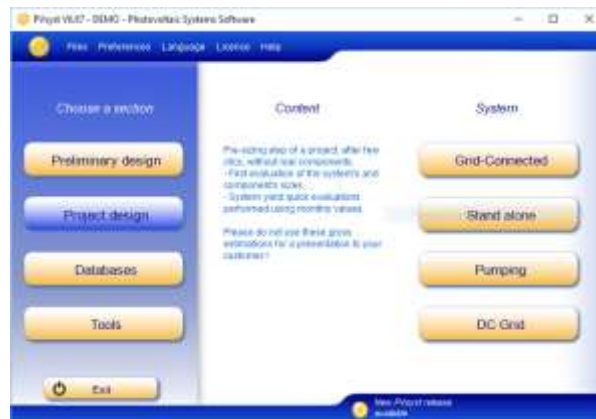 PVsyst V6.67 - DEMO - Photovoltaic Systems Software
Files Preferences Language Licence Help
Choose a section
Content
System
Preliminary design
Project design
Databases
Tools
Exit
Pre-sizing step of a project, after few
clics, without real components.
- First evaluation of the system's and
component's sizes,
- System yield quick evaluations
performed using monthly values.
Please do not use these gross
estimations for a presentation to your
customer!
Grid-Connected
Stand alone
Pumping
DC Grid
New PVsyst release
available